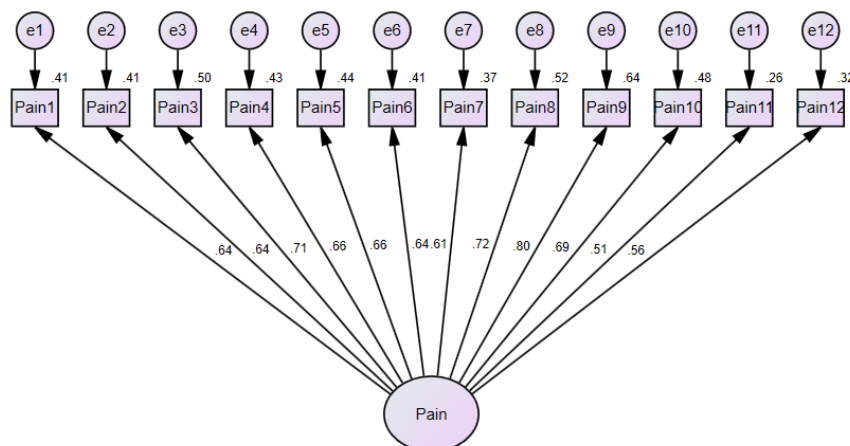 e1 e2 e3 e4 e5 e6 e7 e8 e9 e10 e11 e12
.41 .41 .50 .43 .44 .41 .37 .52 .64 .48 .26 .32
Pain1 Pain2 Pain3 Pain4 Pain5 Pain6 Pain7 Pain8 Pain9 Pain10 Pain11 Pain12
.64 .64 .71 .66 .66 .64 .61 .72 .80 .69 .51 .56
Pain